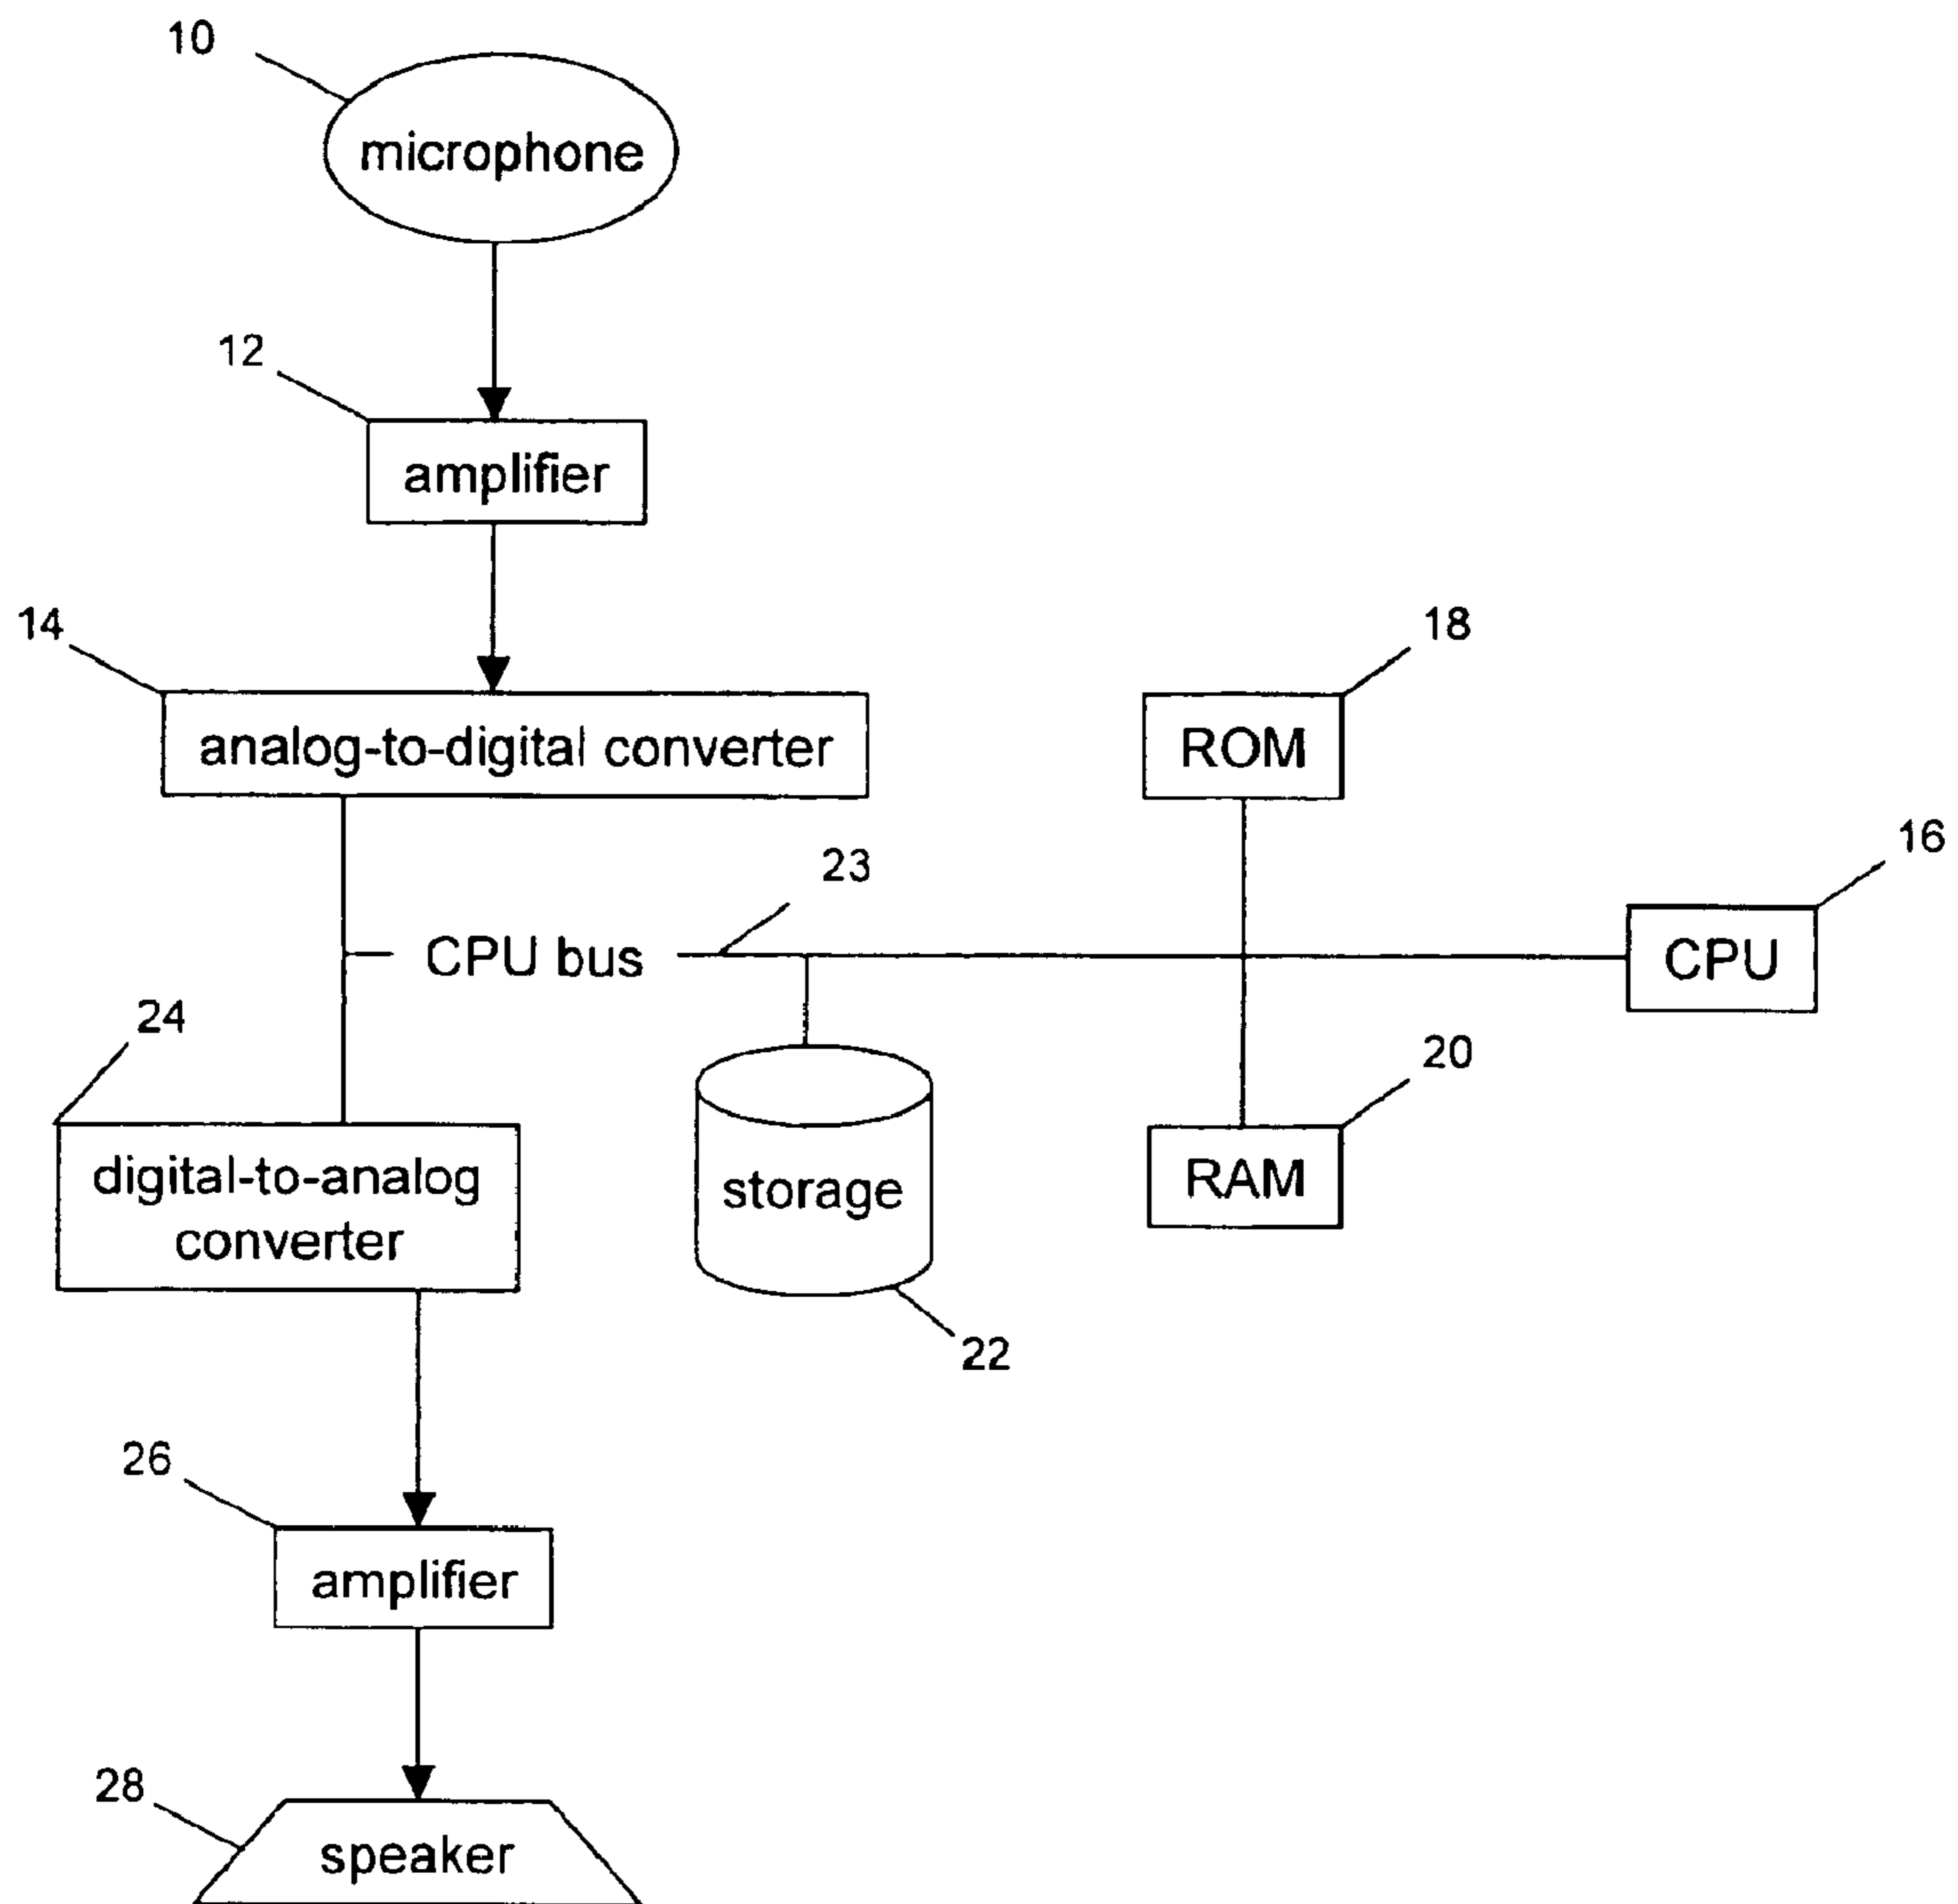 10
microphone
12
amplifier
14
18
analog-to-digital converter
ROM
16
23
CPU bus
CPU
24
20
digital-to-analog
converter
storage
RAM
22
26
amplifier
28
speaker